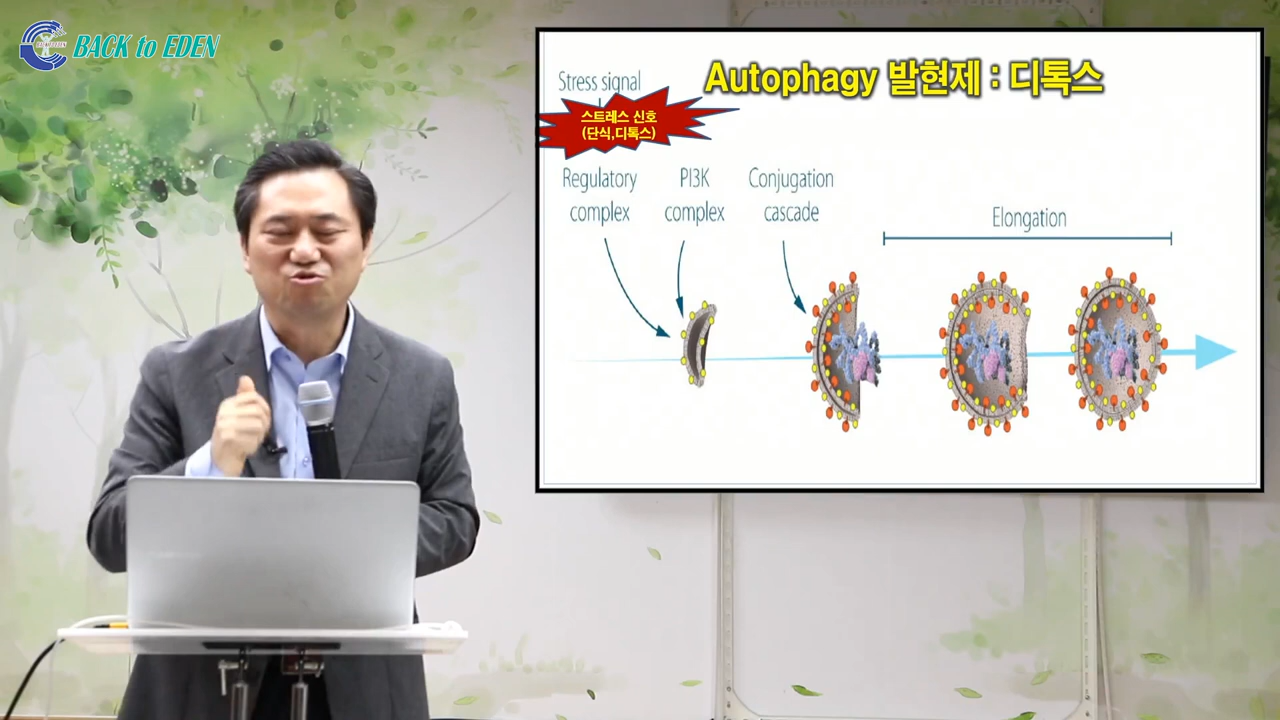 BACK to EDEN
Autophagy 발현제 : 디톡스
Stress signal
스트레스 신호
(단식,디톡스)
Regulatory
complex
PI3K
complex
Conjugation
cascade
Elongation